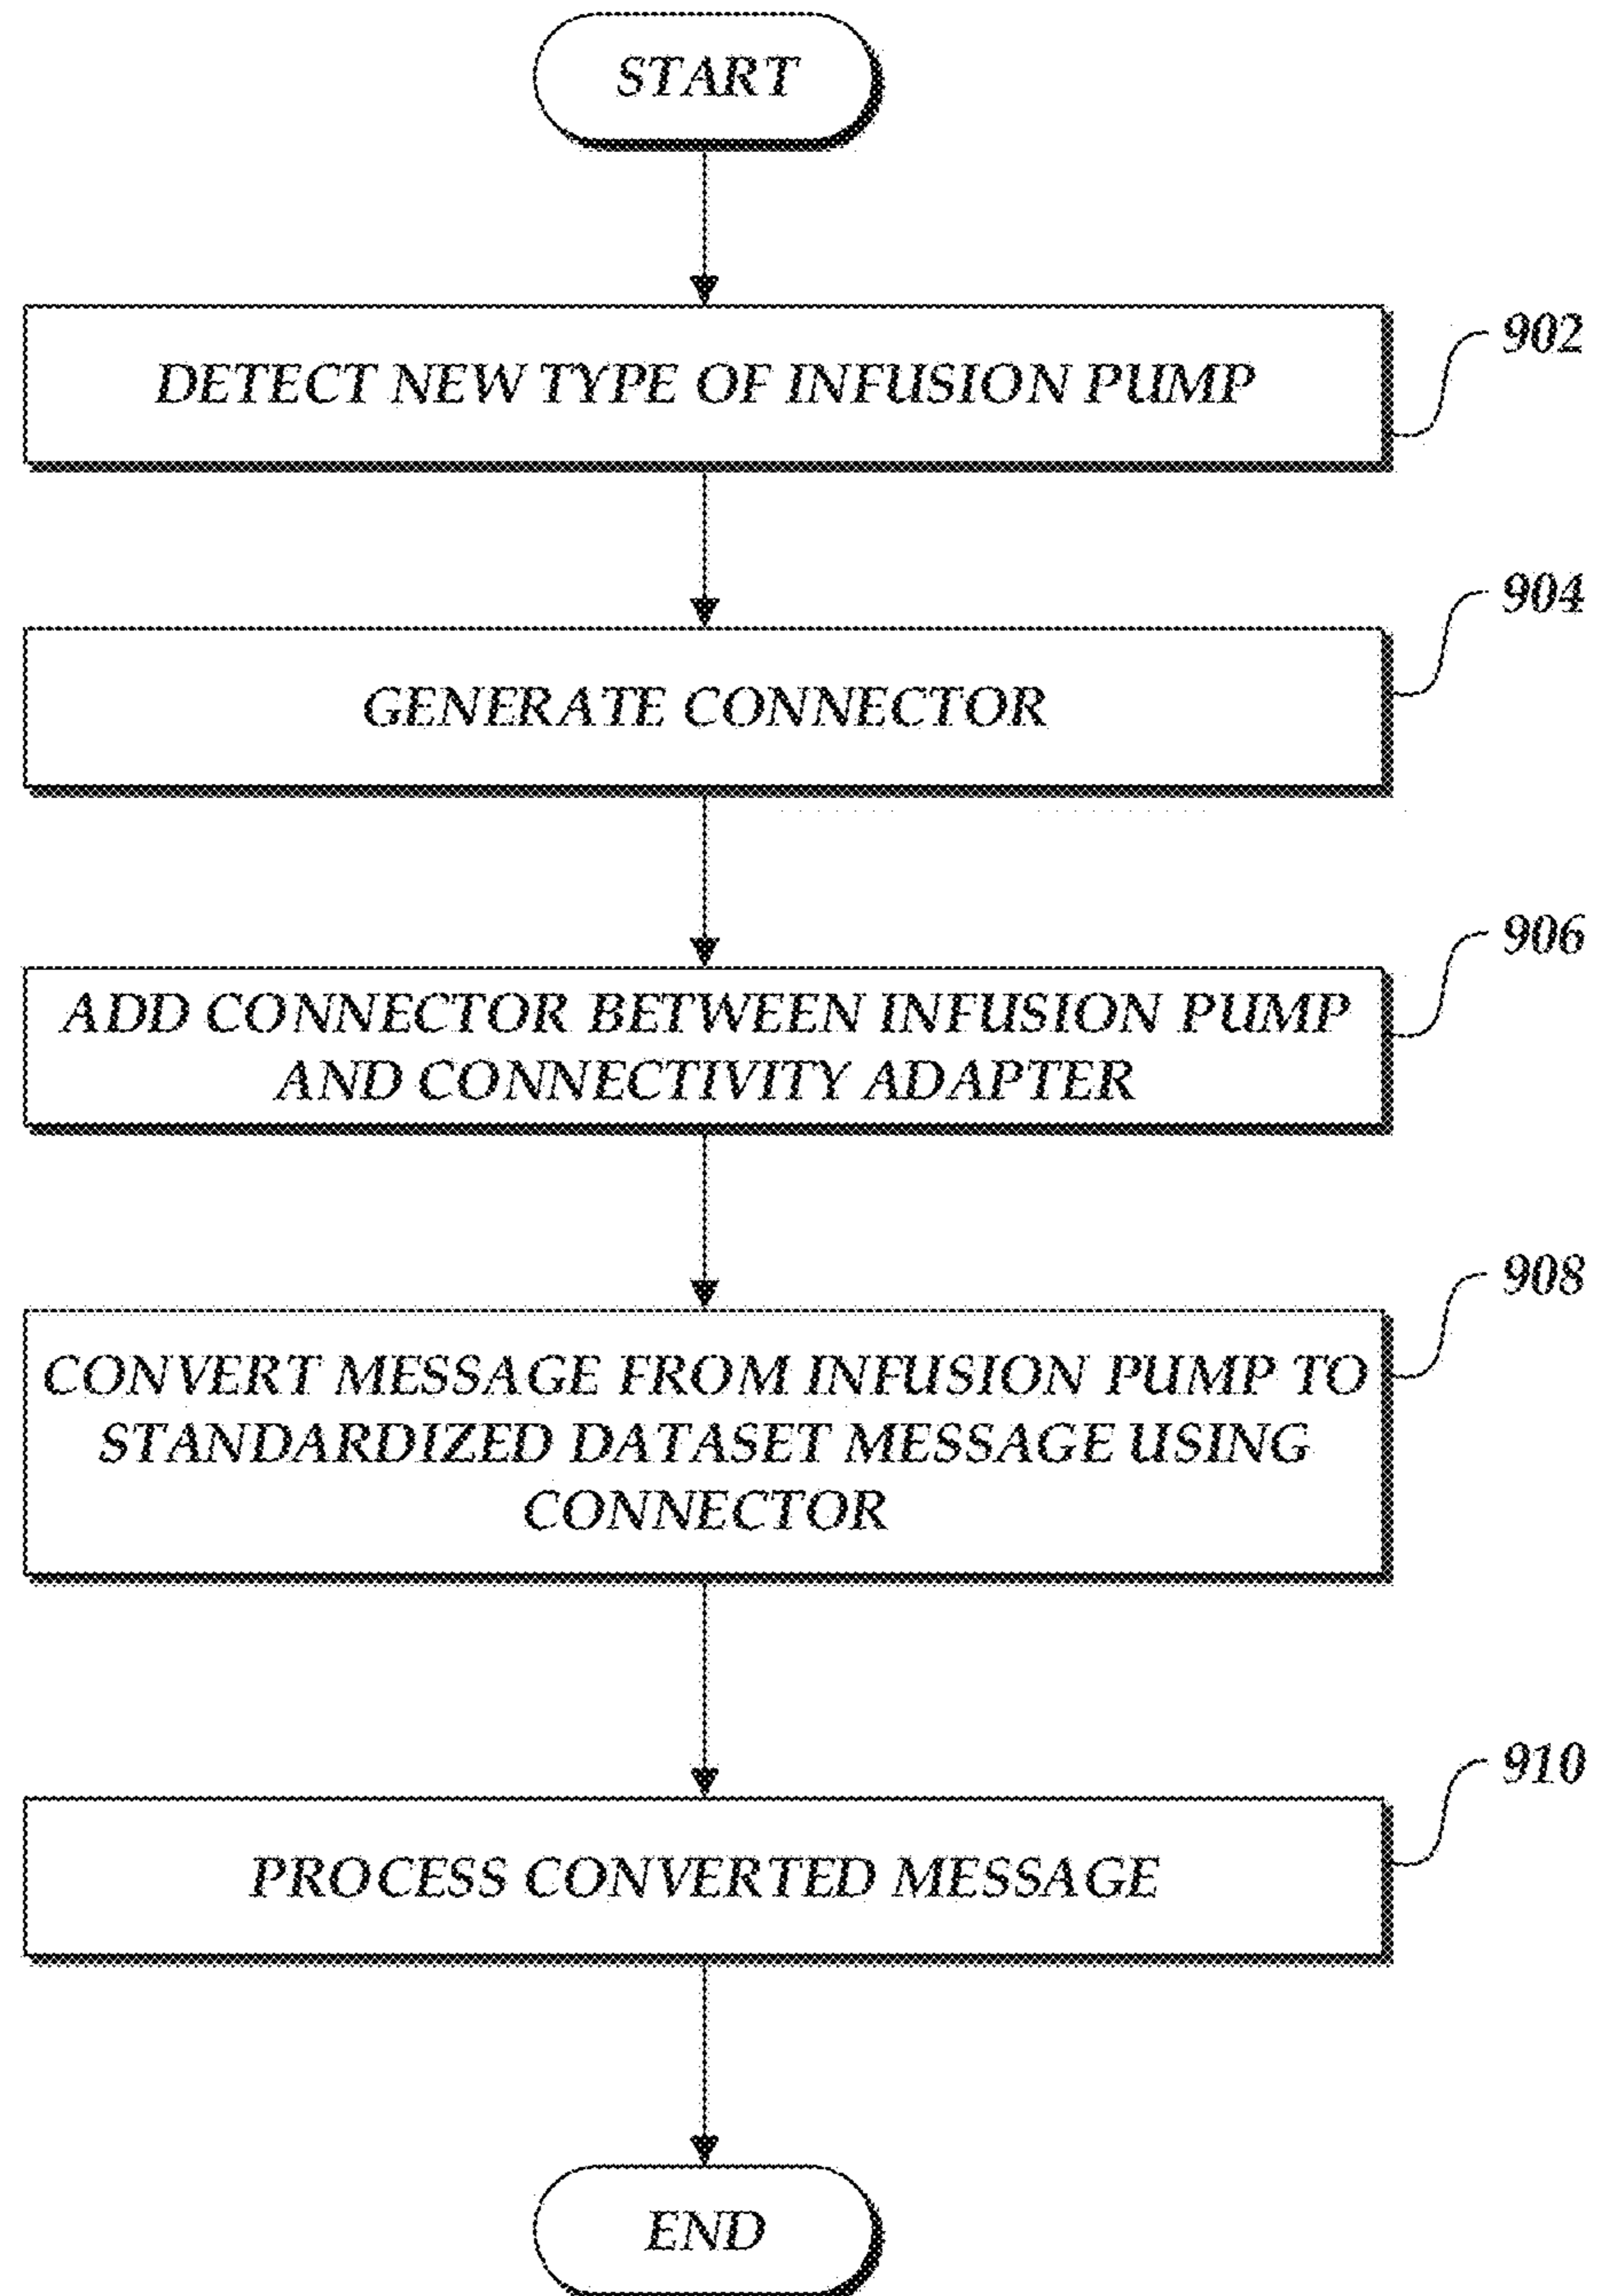 START
DETECT NEW TYPE OF INFUSION PUMP
902
GENERATE CONNECTOR
904
ADD CONNECTOR BETWEEN INFUSION PUMP
AND CONNECTIVITY ADAPTER
906
CONVERT MESSAGE FROM INFUSION PUMP TO
STANDARDIZED DATASET MESSAGE USING
CONNECTOR
908
PROCESS CONVERTED MESSAGE
910
END